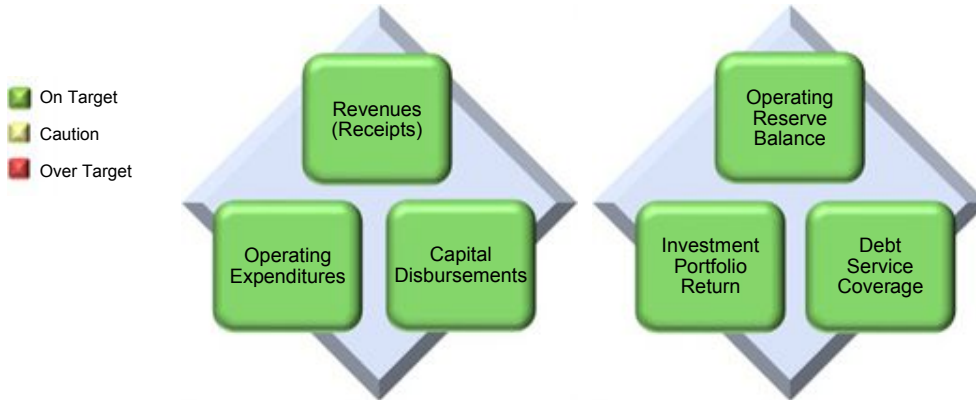 On Target
Caution
Over Target
Revenues
(Receipts)
Operating
Expenditures
Capital
Disbursements
Operating
Reserve
Balance
Investment
Portfolio
Return
Debt
Service
Coverage